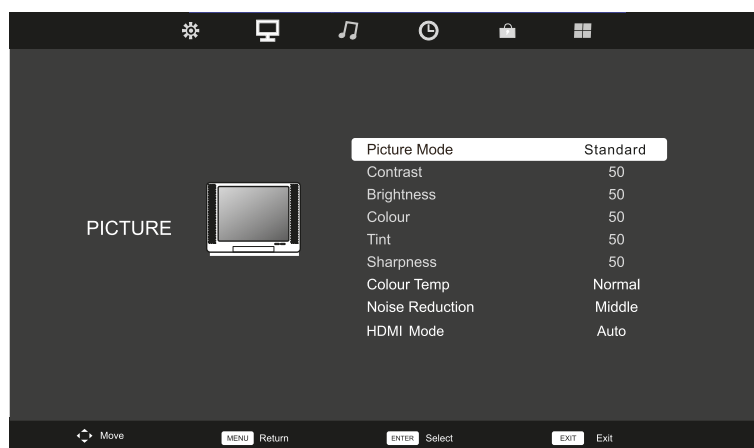 Picture Mode Standard
Contrast 50
Brightness 50
Colour 50
PICTURE
Tint 50
Sharpness 50
Colour Temp Normal
Noise Reduction Middle
HDMI Mode Auto
Move MENU Return ENTER Select EXIT Exit